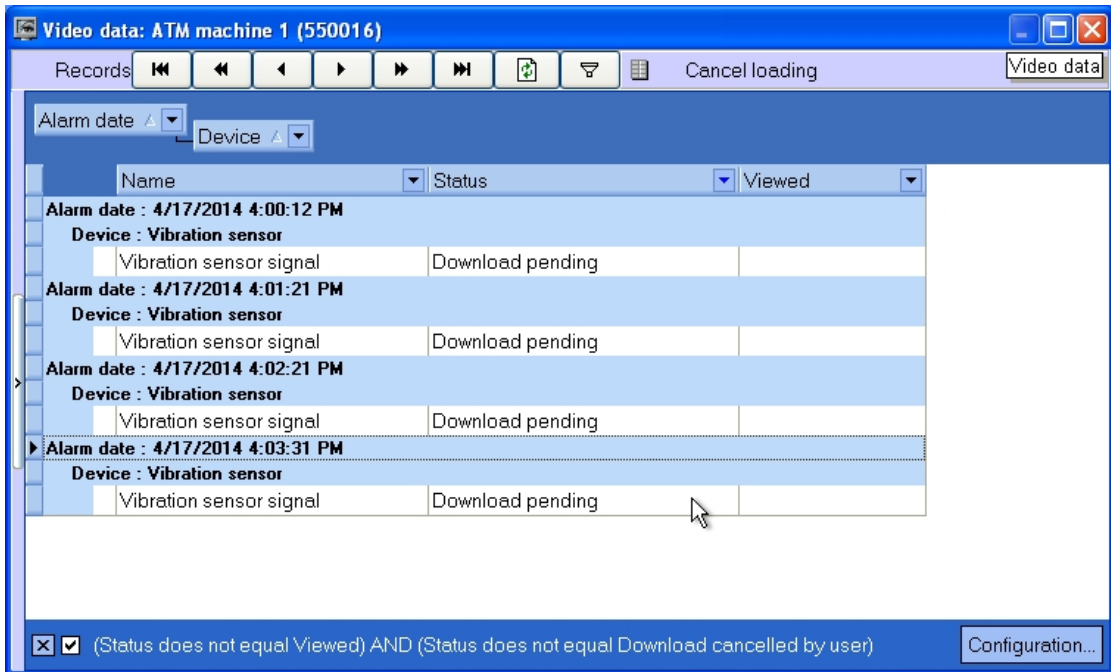 Video data: ATM machine 1 (550016)
Records Cancel loading Video data
Alarm date
Device
Name Status Viewed
Alarm date : 4/17/2014 4:00:12 PM
Device : Vibration sensor
Vibration sensor signal Download pending
Alarm date : 4/17/2014 4:01:21 PM
Device : Vibration sensor
Vibration sensor signal Download pending
Alarm date : 4/17/2014 4:02:21 PM
Device : Vibration sensor
Vibration sensor signal Download pending
Alarm date : 4/17/2014 4:03:31 PM
Device : Vibration sensor
Vibration sensor signal Download pending
(Status does not equal Viewed) AND (Status does not equal Download cancelled by user) Configuration...